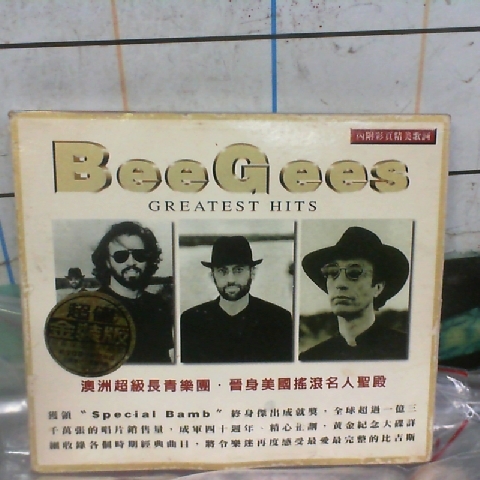 內附彩頁精美歌詞
BeeGees
GREATEST HITS
超值
金裝版
澳洲超級長青樂團·晉身美國搖滾名人聖殿
獲頒“Special Bamb”終身傑出成就獎,全球超過一億三
千萬張的唱片銷售量,成軍四十週年、精心企劃,黃金紀念大碟詳
細收錄各個時期經典曲目,將令樂迷再度感受最愛最完整的比吉斯